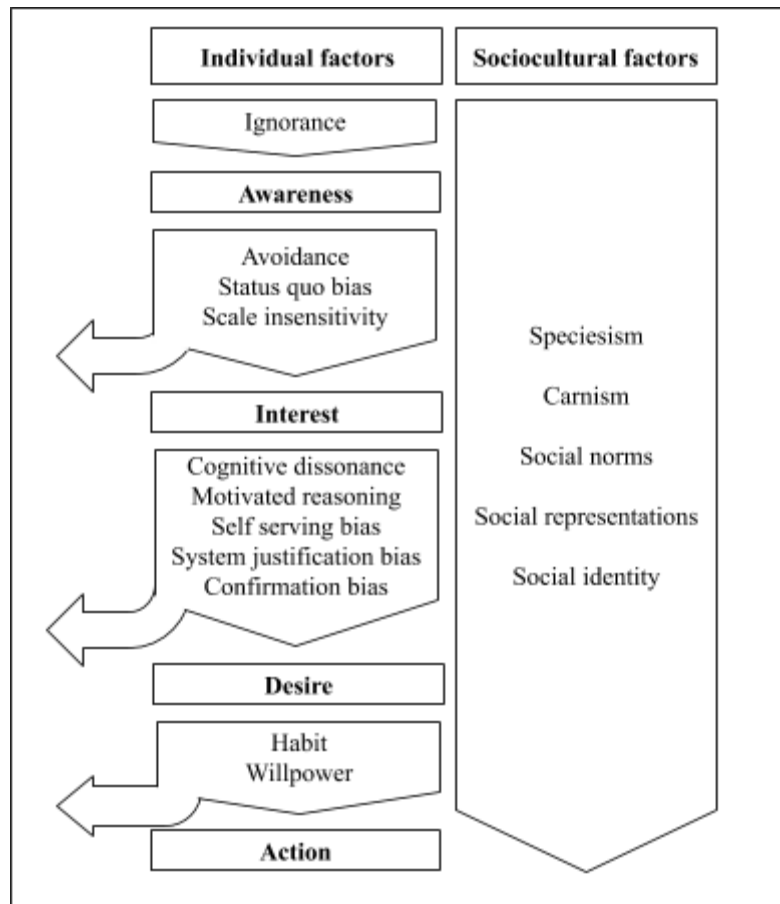 Individual factors
Sociocultural factors
Ignorance
Awareness
Avoidance
Status quo bias
Scale insensitivity
Interest
Cognitive dissonance
Motivated reasoning
Self serving bias
System justification bias
Confirmation bias
Desire
Habit
Willpower
Action
Speciesism
Carnism
Social norms
Social representations
Social identity